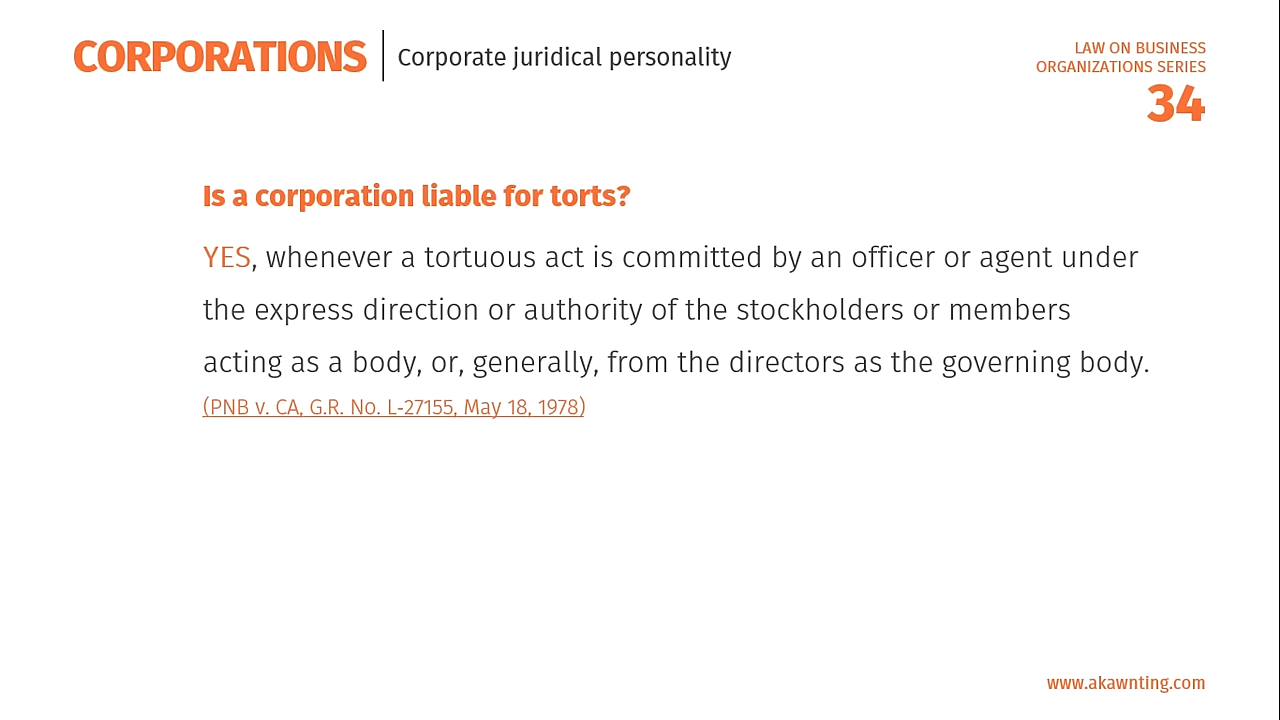 CORPORATIONS
Corporate juridical personality
LAW ON BUSINESS
ORGANIZATIONS SERIES
34
Is a corporation liable for torts?
YES, whenever a tortuous act is committed by an officer or agent under
the express direction or authority of the stockholders or members
acting as a body, or, generally, from the directors as the governing body.
(PNB v. CA, G.R. No. L-27155, May 18, 1978)
www.akawnting.com